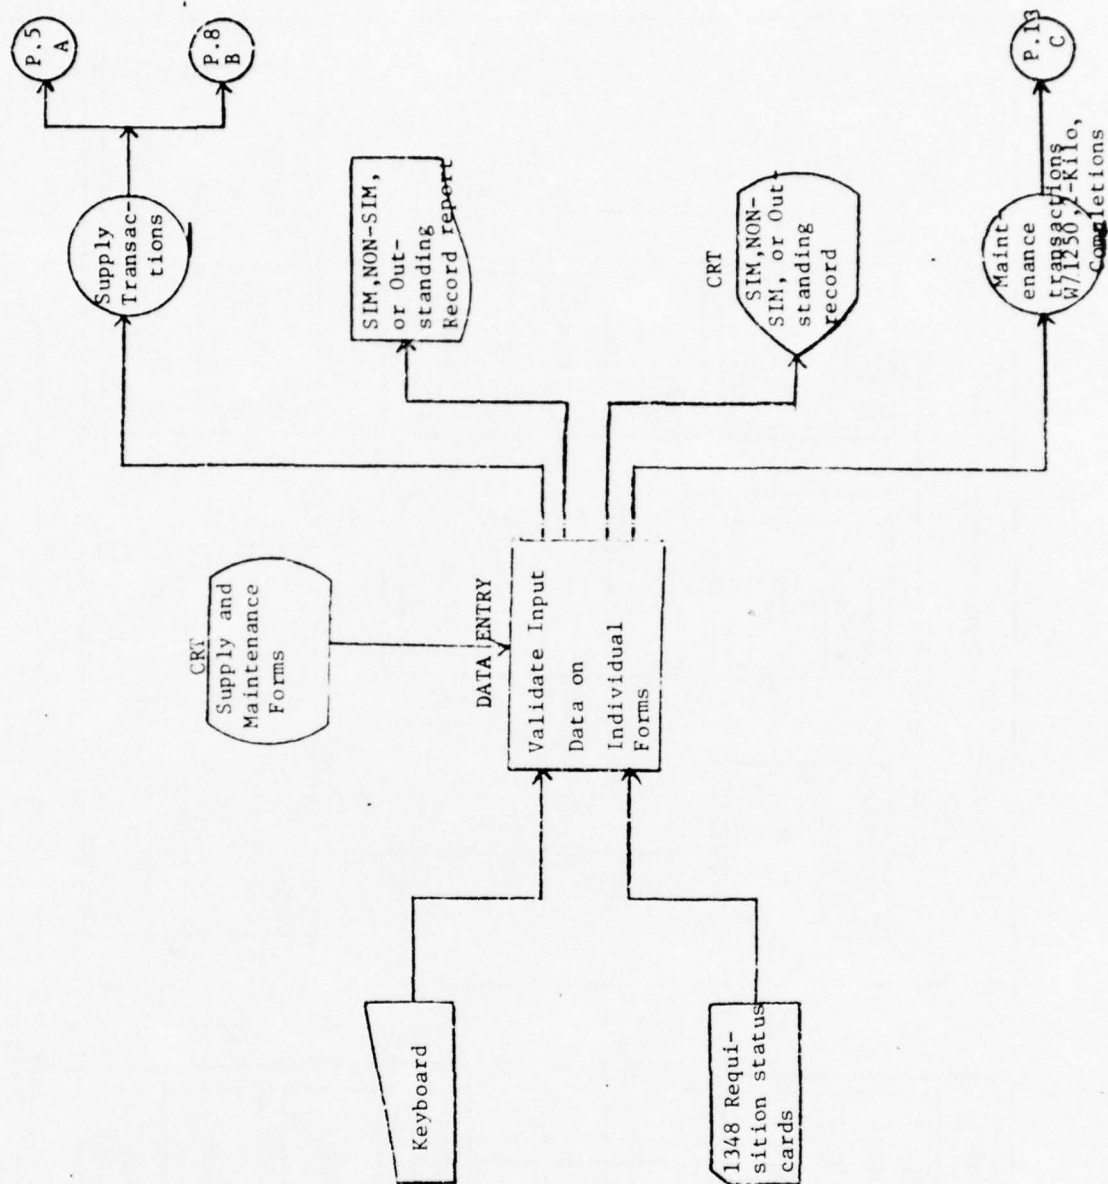 P.5
A
P.8
B
P.13
C
Supply
Transac-
tions
SIM,NON-SIM,
or Out-
standing
Record report
CRT
SIM,NON-
SIM, or Out-
standing
record
Maint-
enance
transactions
W/1250,2-Kilo,
Completions
CRT
Supply and
Maintenance
Forms
DATA ENTRY
Validate Input
Data on
Individual
Forms
Keyboard
1348 Requi-
sition status
cards